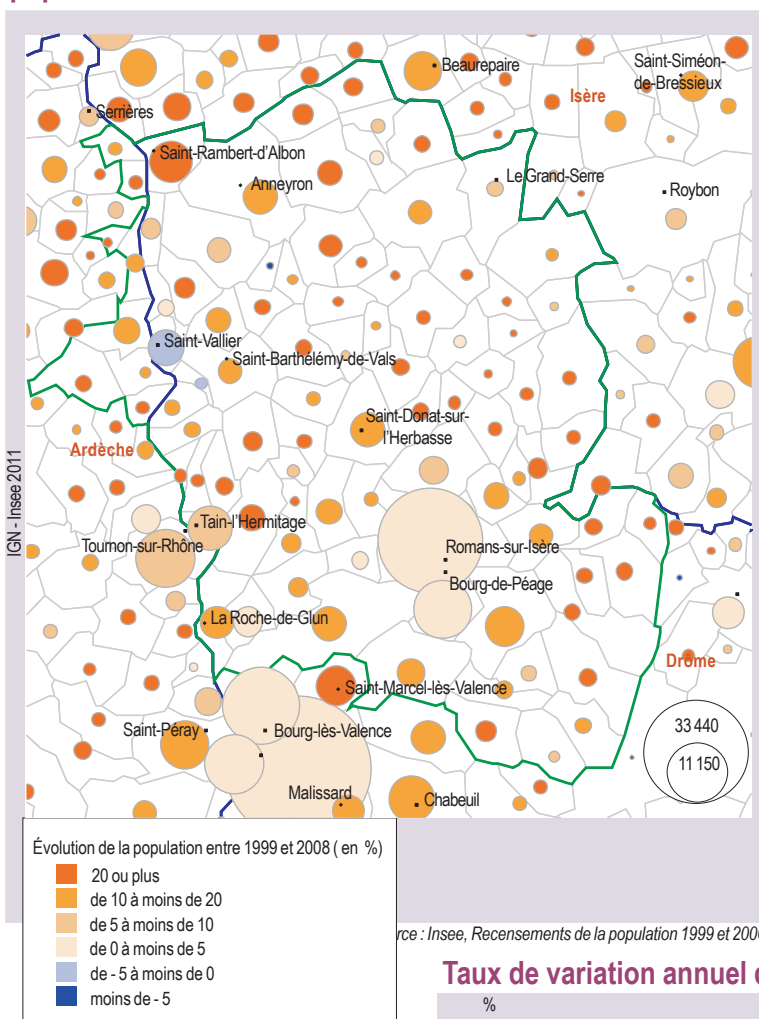 Beaurepaire
Saint-Siméon-
de-Bressieux
Isère
Serrières
Saint-Rambert-d'Albon
Anneyron
Le Grand-Serre
Roybon
Saint-Vallier
Saint-Barthélémy-de-Vals
Saint-Donat-sur-
l'Herbasse
Ardèche
Tain-l'Hermitage
Tournon-sur-Rhône
Romans-sur-Isère
Bourg-de-Péage
La Roche-de-Glun
Drôme
Saint-Marcel-lès-Valence
Saint-Péray
Bourg-lès-Valence
Malissard
Chabeuil
33 440
11 150
IGN - Insee 2011
Évolution de la population entre 1999 et 2008 ( en %)
20 ou plus
de 10 à moins de 20
de 5 à moins de 10
de 0 à moins de 5
de - 5 à moins de 0
moins de - 5
: Insee, Recensements de la population 1999 et
Taux de variation annuel
%